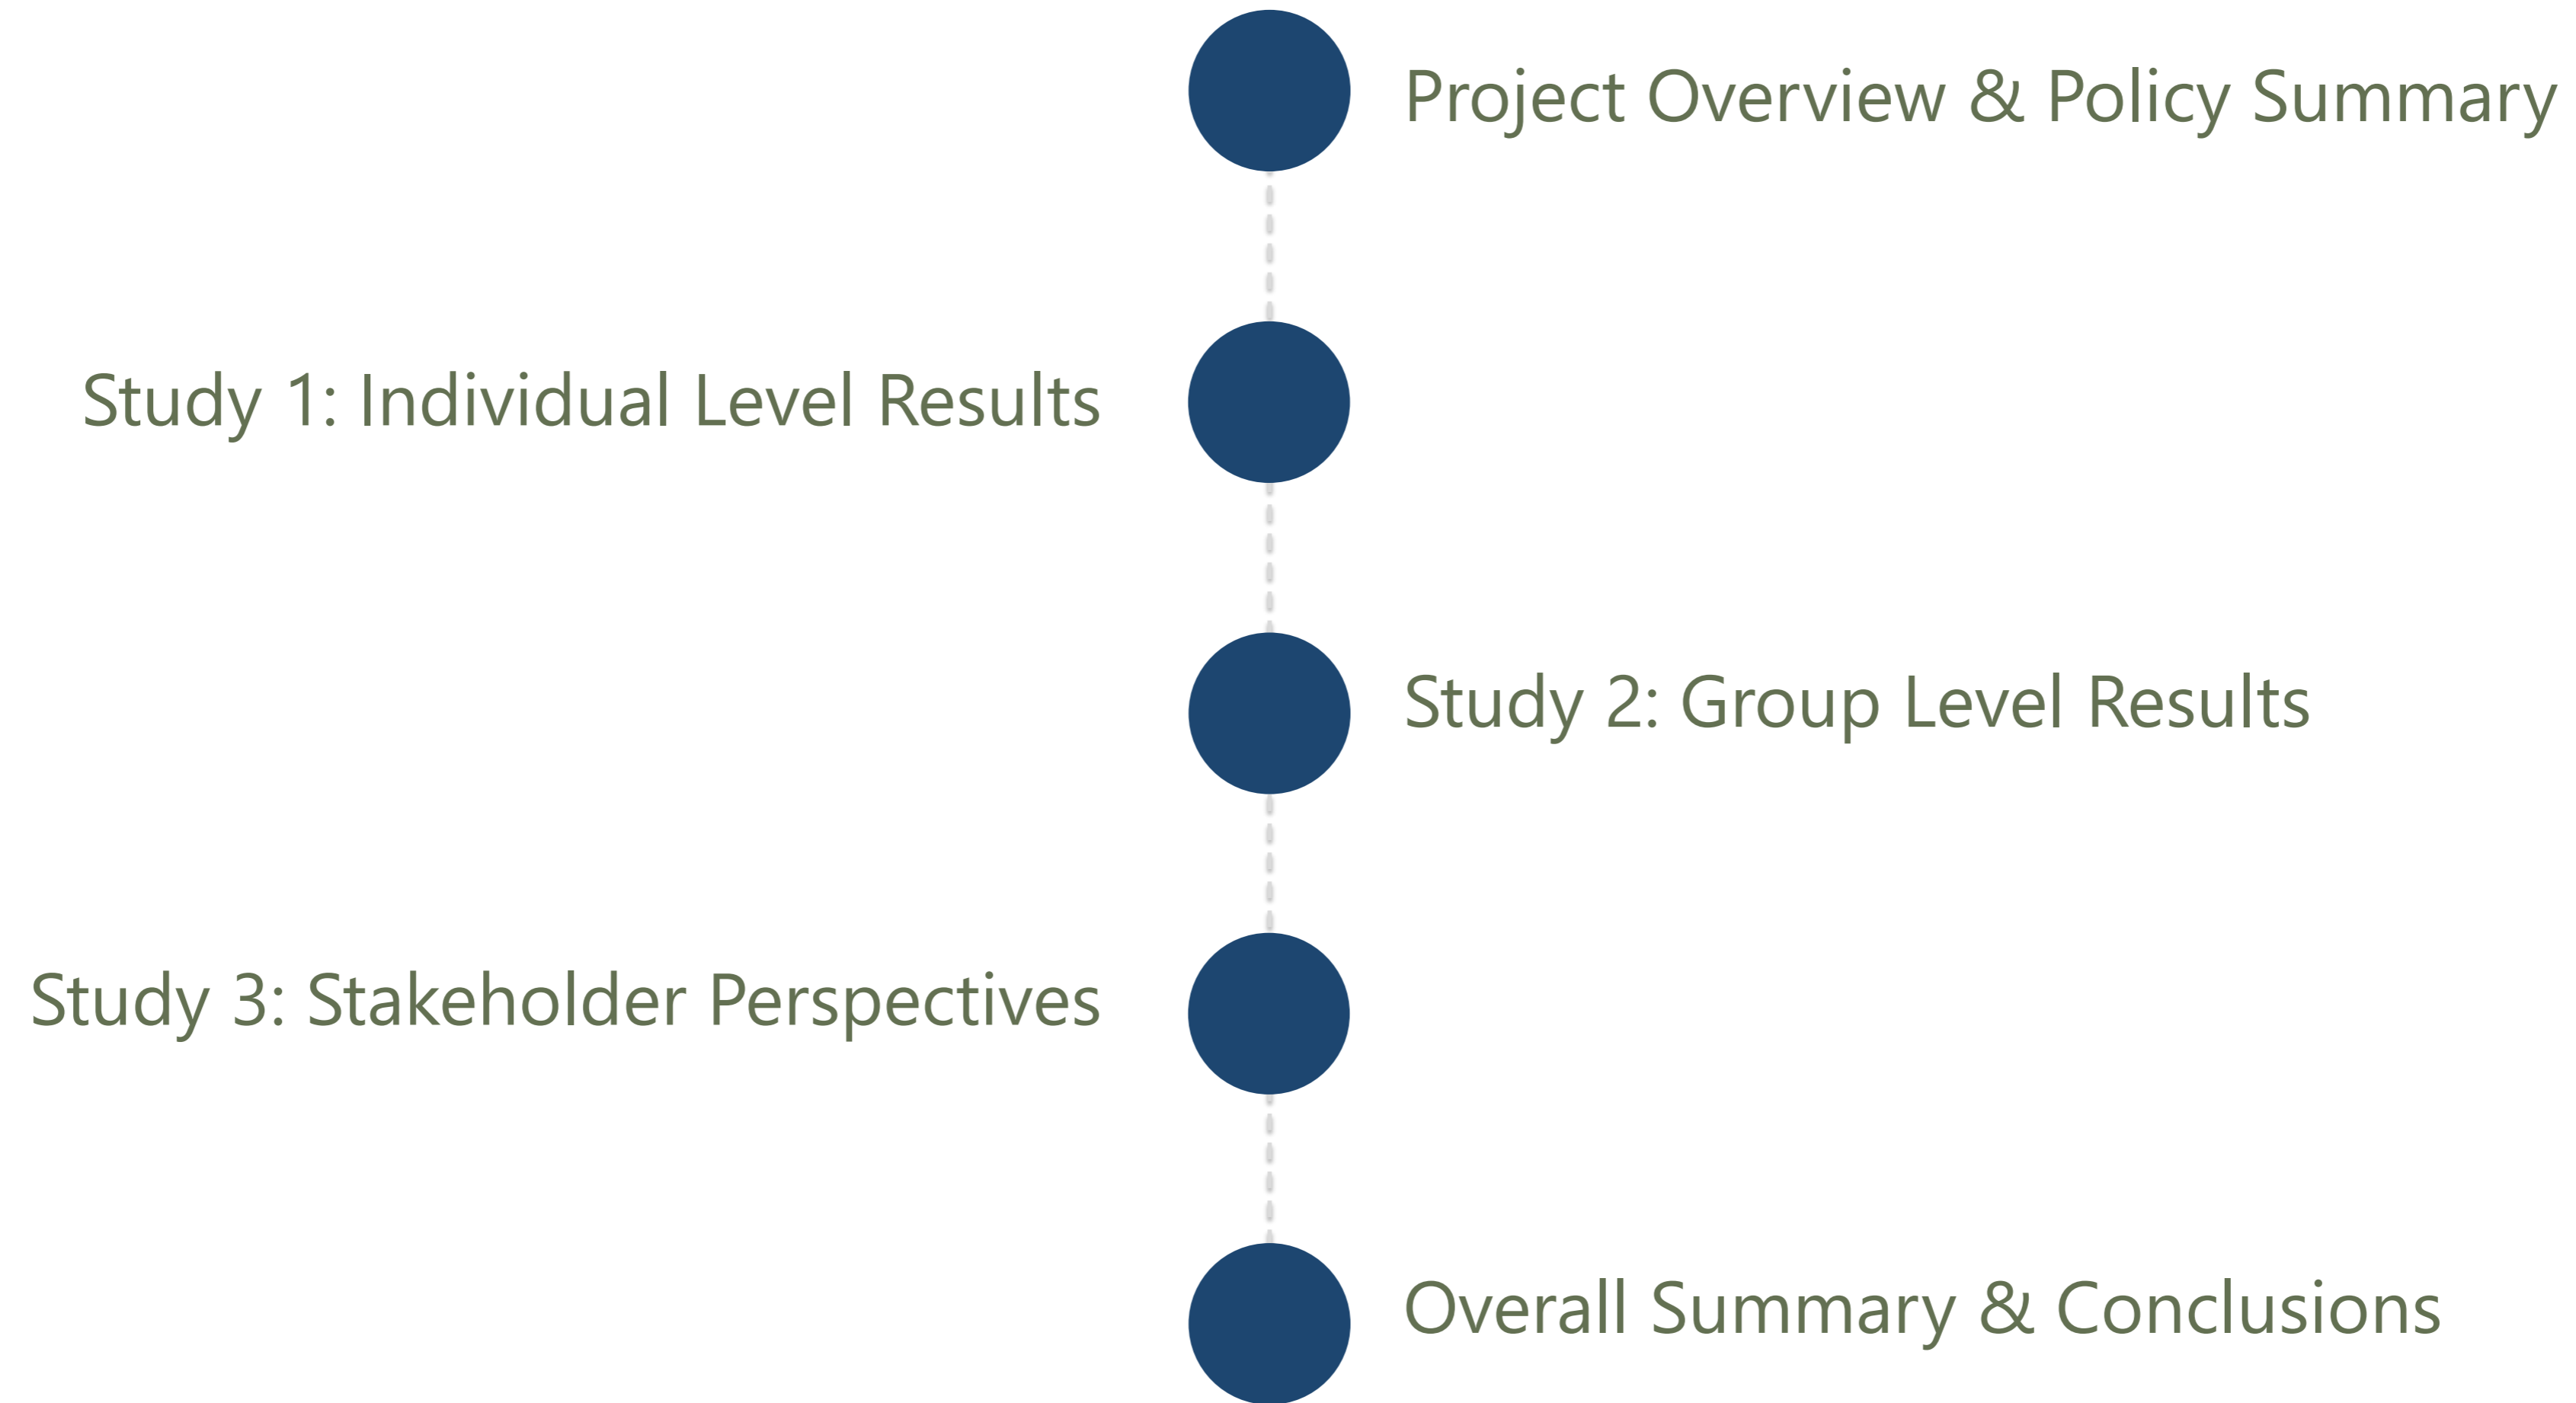 Project Overview & Policy Summary
Study 1: Individual Level Results
Study 2: Group Level Results
Study 3: Stakeholder Perspectives
Overall Summary & Conclusions